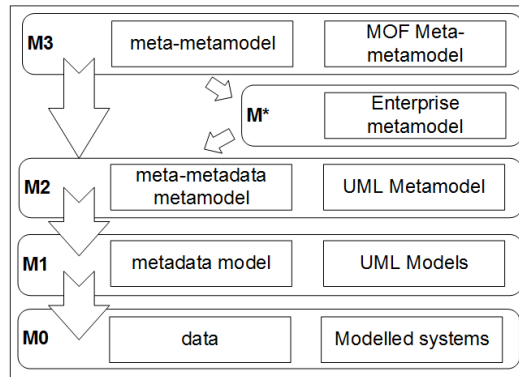 M3
meta-metamodel
MOF Meta-
metamodel
M*
Enterprise
metamodel
M2
meta-metadata
metamodel
UML Metamodel
M1
metadata model
UML Models
M0
data
Modelled systems